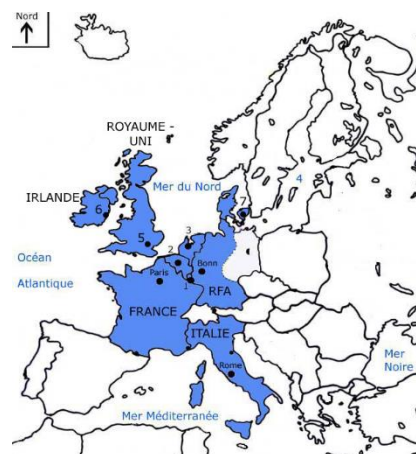 Nord
ROYAUME -
UNI
Mer du Nord
IRLANDE
4
7
6
5
3
2
Océan
Atlantique
Paris
Bonn
1
RFA
FRANCE
ITALIE
Mer
Noire
Rome
Mer Méditerranée